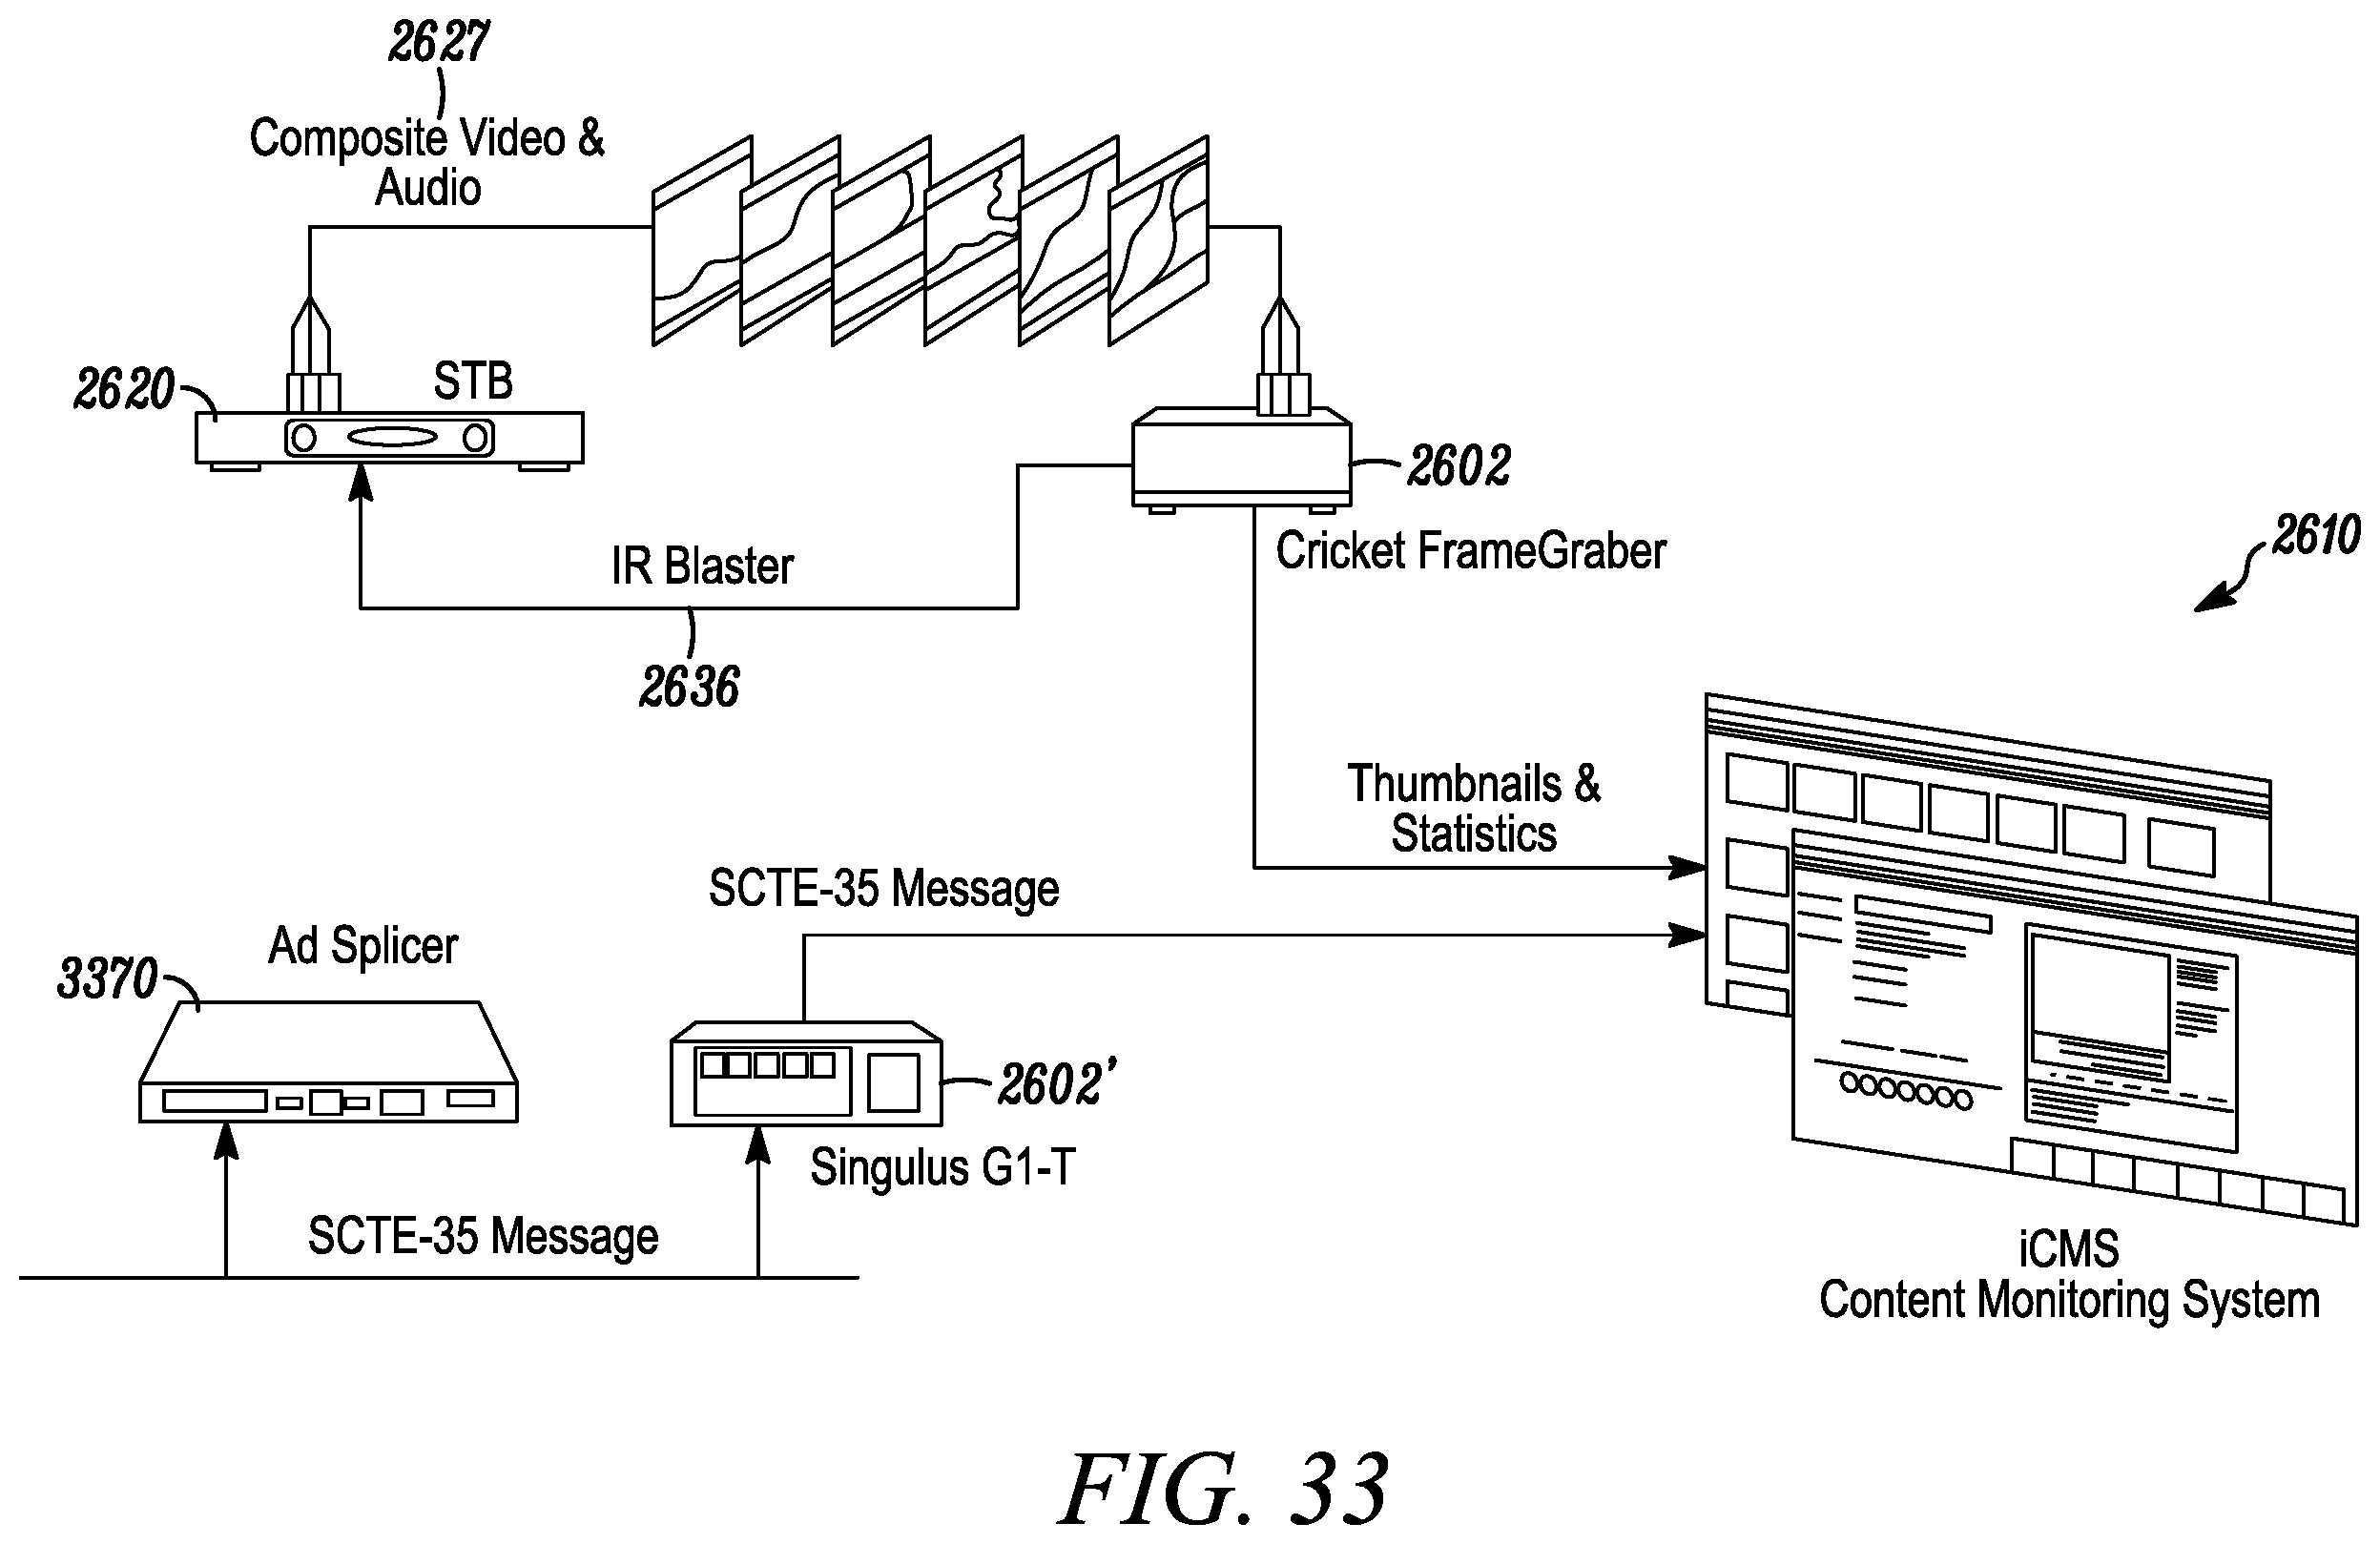 2627
Composite Video &
Audio
2620
STB
2602
Cricket FrameGraber
IR Blaster
2636
2610
Thumbnails &
Statistics
SCTE-35 Message
Ad Splicer
3370
2602'
Singulus G1-T
SCTE-35 Message
iCMS
Content Monitoring System
FIG. 33